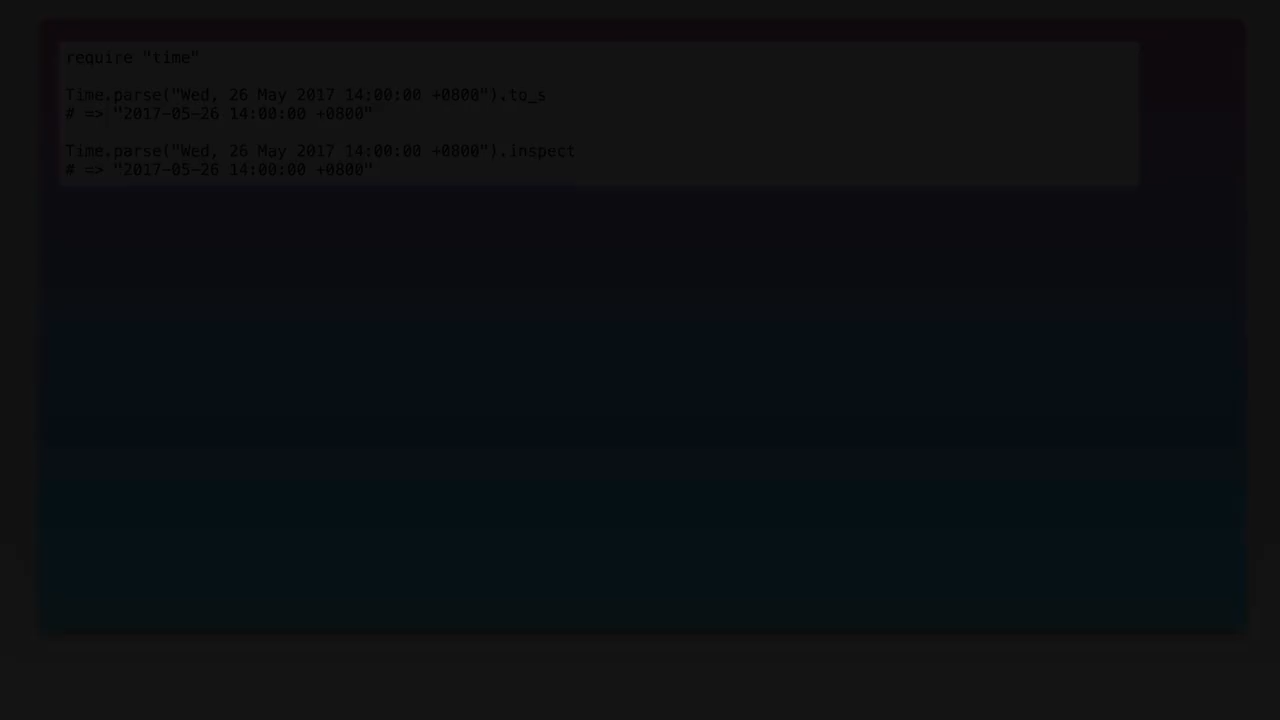 require "time"
Time.parse("Wed, 26 May 2017 14:00:00 +0800").to_s
# => "2017-05-26 14:00:00 +0800"
Time.parse("Wed, 26 May 2017 14:00:00 +0800").inspect
# => "2017-05-26 14:00:00 +0800"